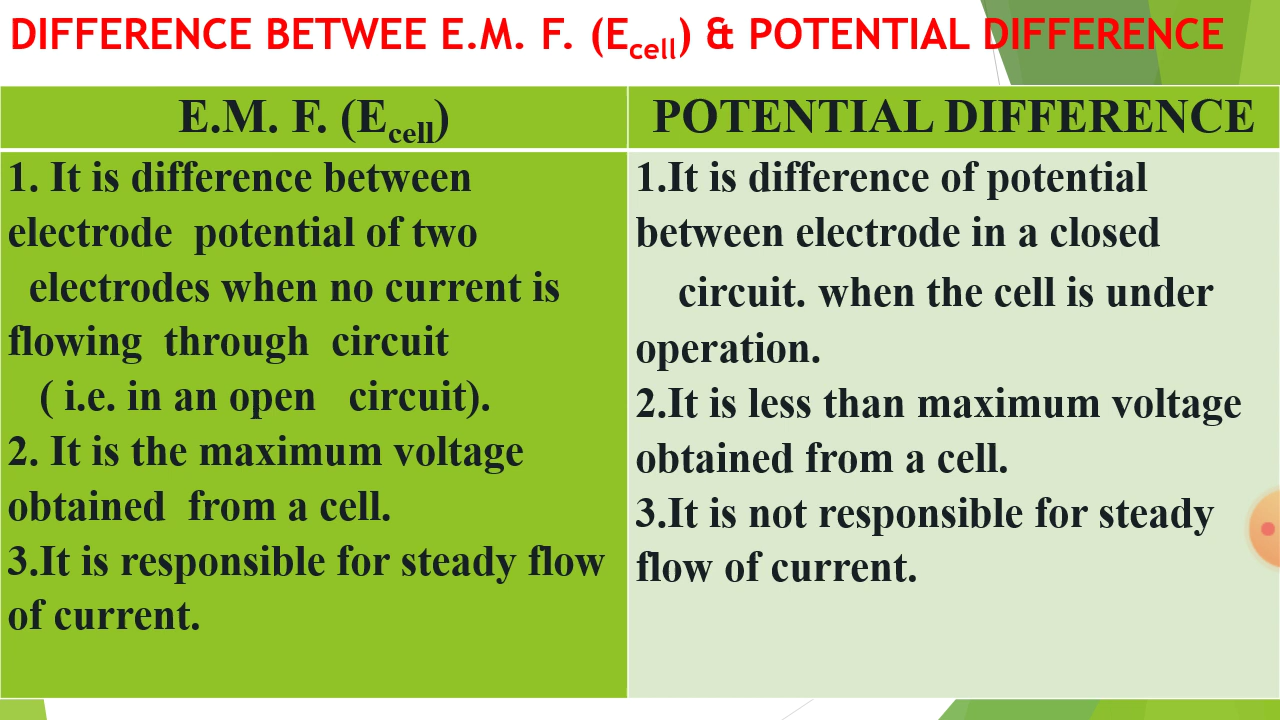 DIFFERENCE BETWEE E.M. F. (Ecell) & POTENTIAL DIFFERENCE
E.M. F. (Ecell)
1. It is difference between
electrode potential of two
electrodes when no current is
flowing through circuit
( i.e. in an open circuit).
2. It is the maximum voltage
obtained from a cell.
3.It is responsible for steady flow
of current.
POTENTIAL DIFFERENCE
1.It is difference of potential
between electrode in a closed
circuit. when the cell is under
operation.
2.It is less than maximum voltage
obtained from a cell.
3.It is not responsible for steady
flow of current.